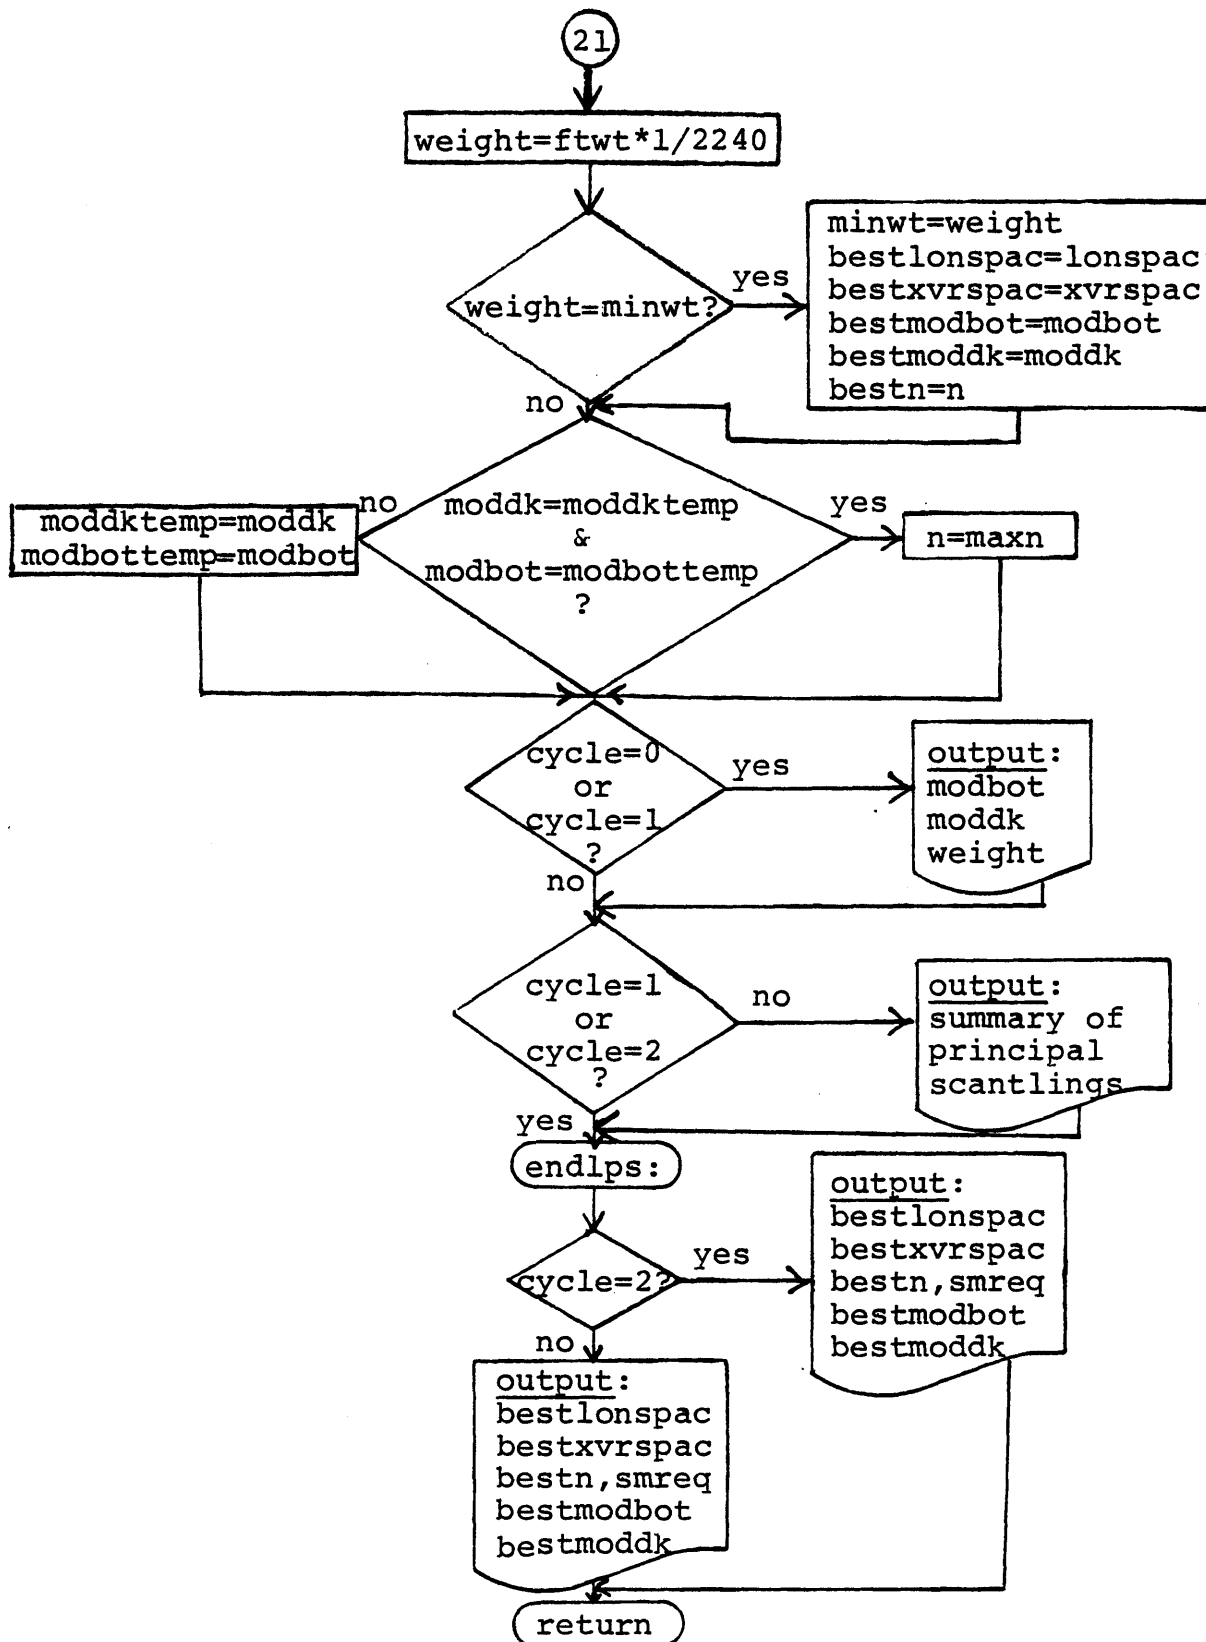 21
weight=ftwt*1/2240
weight=minwt?
yes
minwt=weight
bestlonspac=lonspac
bestxvrspac=xvrspac
bestmodbot=modbot
bestmoddk=moddk
bestn=n
no
moddk=moddktemp
&
modbot=modbottemp
?
no
moddktemp=moddk
modbottemp=modbot
yes
n=maxn
cycle=0
or
cycle=1
?
yes
output:
modbot
moddk
weight
no
cycle=1
or
cycle=2
?
no
output:
summary of
principal
scantlings
yes
endlps:
cycle=2?
yes
output:
bestlonspac
bestxvrspac
bestn,smreq
bestmodbot
bestmoddk
no
output:
bestlonspac
bestxvrspac
bestn,smreq
bestmodbot
bestmoddk
return